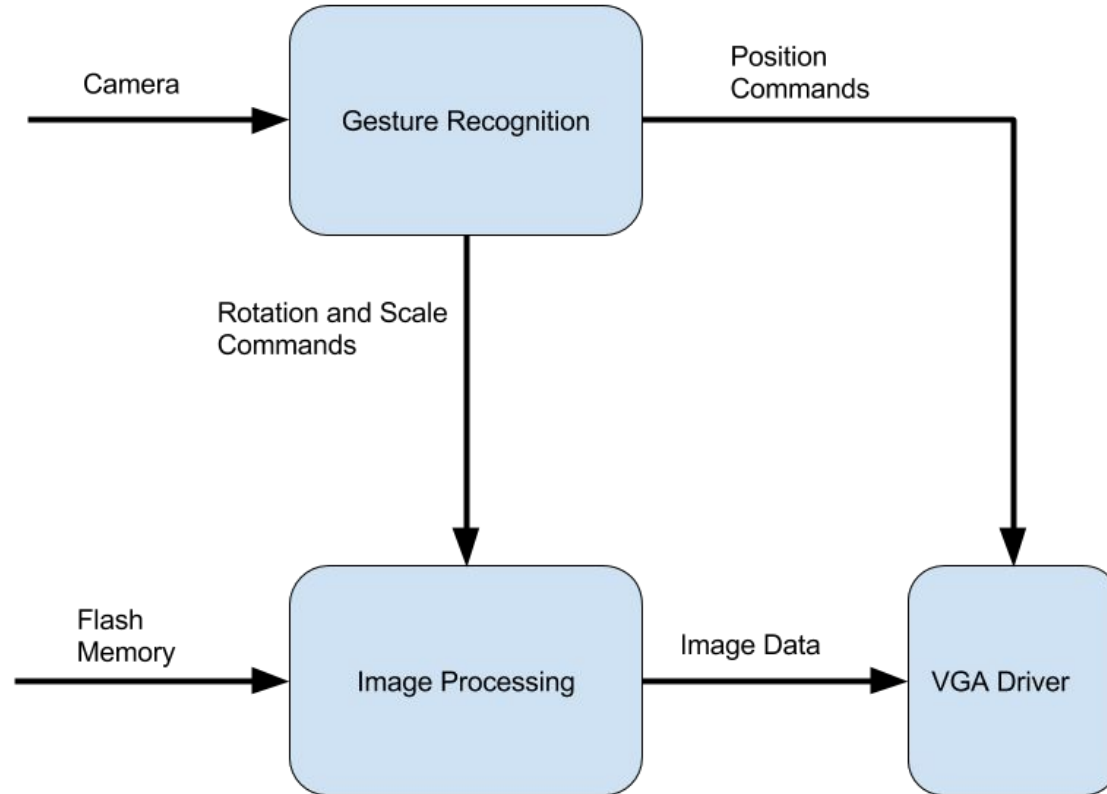 Camera
Gesture Recognition
Position
Commands
Rotation and Scale
Commands
Flash
Memory
Image Processing
Image Data
VGA Driver